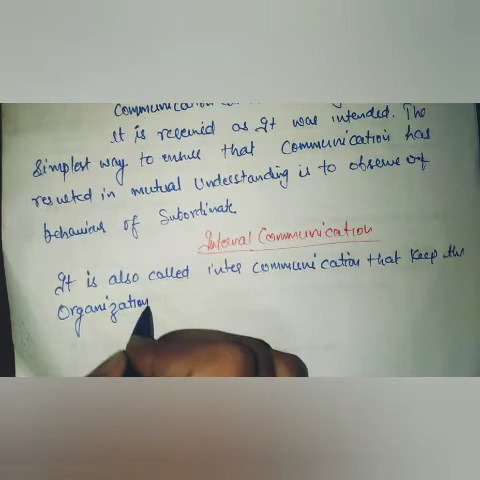 Communication
It is received as It was intended. The
Simplest way to ensure that Communication has
resulted in mutual Understanding is to observe of
behaviour of Subordinate
Internal Communication
It is also called inter communication that keep the
Organization